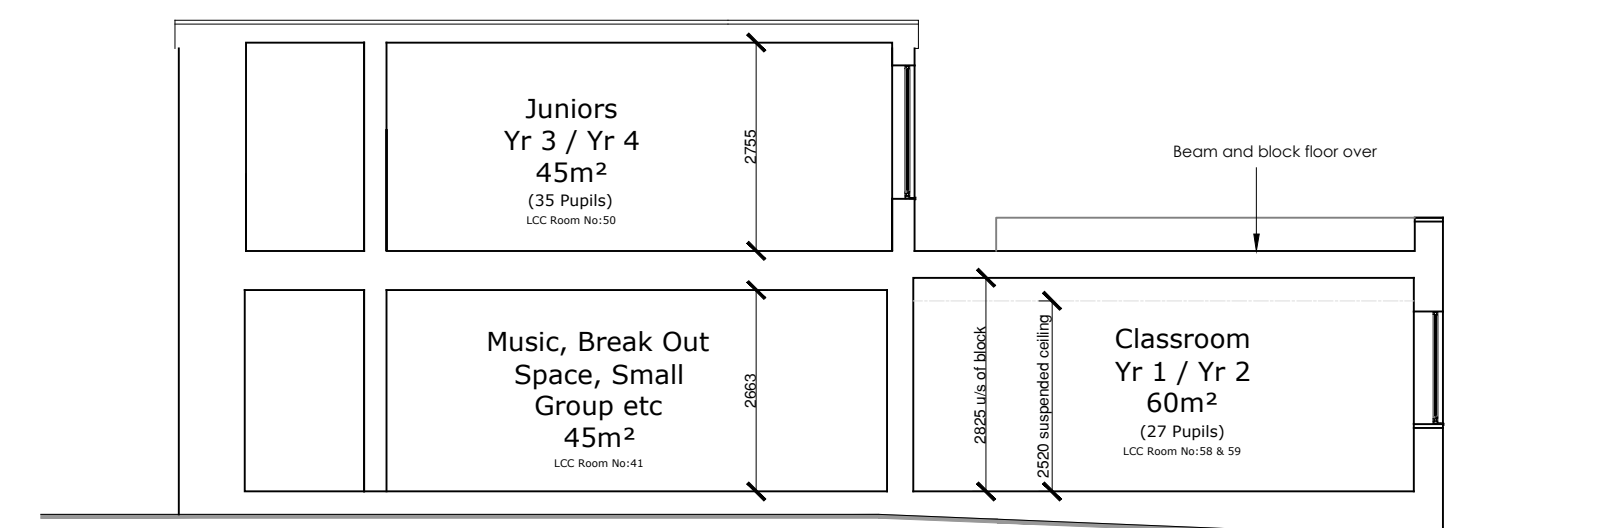 Juniors
Yr 3 / Yr 4
45m²
(35 Pupils)
LCC Room No:50
2755
Beam and block floor over
Music, Break Out
Space, Small
Group etc
45m²
LCC Room No:41
2663
2825 u/s of block
2520 suspended ceiling
Classroom
Yr 1 / Yr 2
60m²
(27 Pupils)
LCC Room No:58 & 59